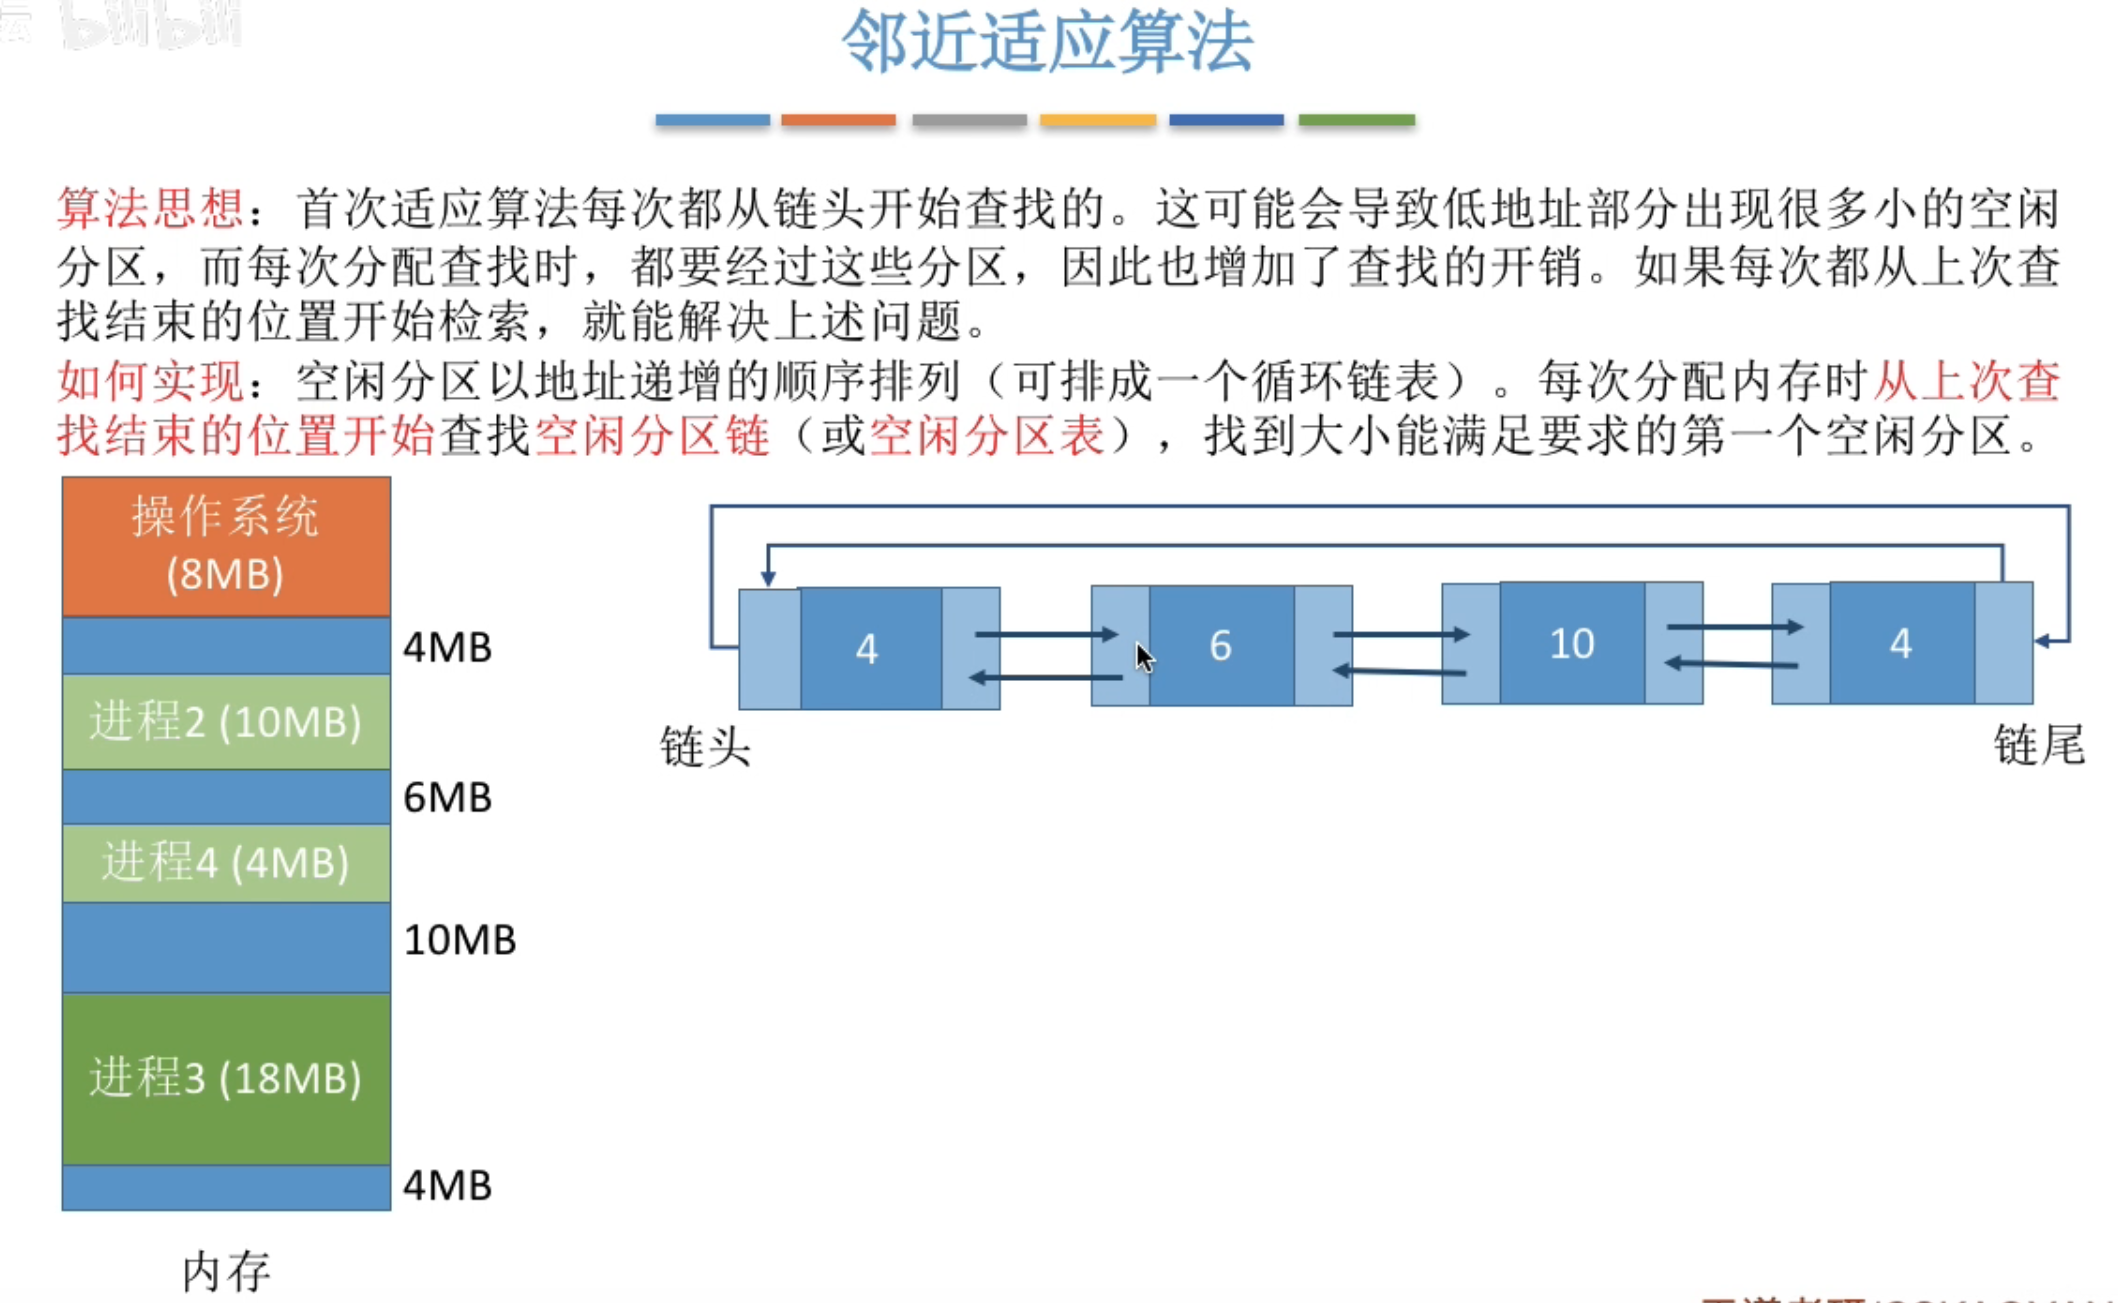 bilibili
邻近适应算法
算法思想：首次适应算法每次都从链头开始查找的。这可能会导致低地址部分出现很多小的空闲
分区，而每次分配查找时，都要经过这些分区，因此也增加了查找的开销。如果每次都从上次查
找结束的位置开始检索，就能解决上述问题。
如何实现：空闲分区以地址递增的顺序排列（可排成一个循环链表）。每次分配内存时从上次查
找结束的位置开始查找空闲分区链（或空闲分区表），找到大小能满足要求的第一个空闲分区。
操作系统
(8MB)
4MB
进程2 (10MB)
6MB
进程4 (4MB)
10MB
进程3 (18MB)
4MB
内存
4
6
10
4
链头
链尾